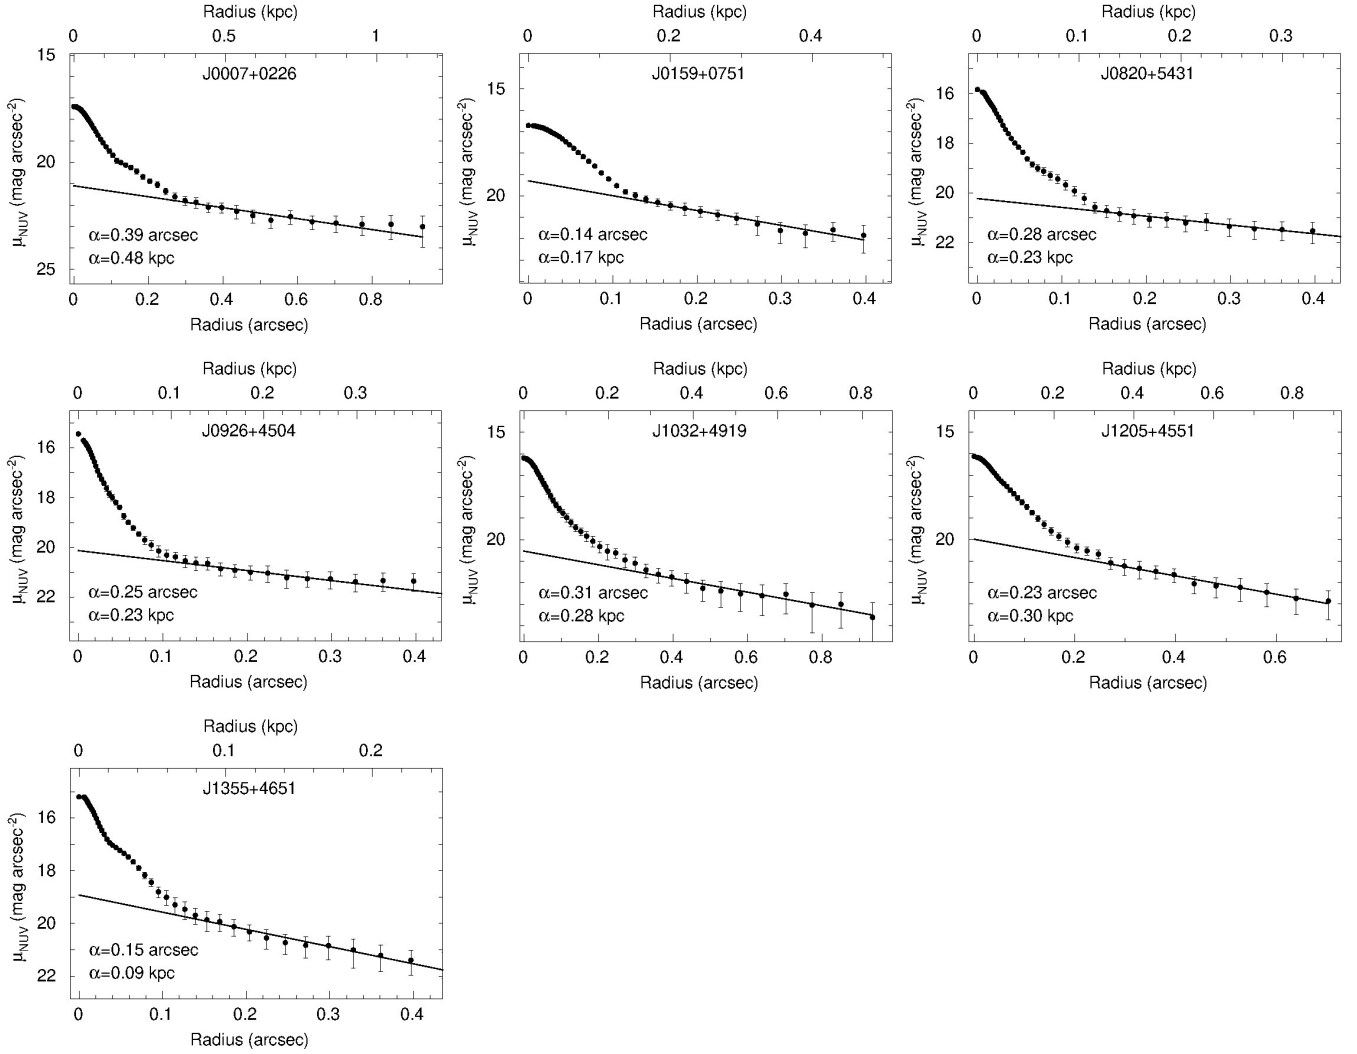 Radius (kpc)
0 0.5 1
J0007+0226
15
20
25
μNUV (mag arcsec-2)
α=0.39 arcsec
α=0.48 kpc
0 0.2 0.4 0.6 0.8
Radius (arcsec)
Radius (kpc)
0 0.2 0.4
J0159+0751
15
20
μNUV (mag arcsec-2)
α=0.14 arcsec
α=0.17 kpc
0 0.1 0.2 0.3 0.4
Radius (arcsec)
Radius (kpc)
0 0.1 0.2 0.3
J0820+5431
16
18
20
22
μNUV (mag arcsec-2)
α=0.28 arcsec
α=0.23 kpc
0 0.1 0.2 0.3 0.4
Radius (arcsec)
Radius (kpc)
0 0.1 0.2 0.3
J0926+4504
16
18
20
22
μNUV (mag arcsec-2)
α=0.25 arcsec
α=0.23 kpc
0 0.1 0.2 0.3 0.4
Radius (arcsec)
Radius (kpc)
0 0.2 0.4 0.6 0.8
J1032+4919
15
20
μNUV (mag arcsec-2)
α=0.31 arcsec
α=0.28 kpc
0 0.2 0.4 0.6 0.8
Radius (arcsec)
Radius (kpc)
0 0.2 0.4 0.6 0.8
J1205+4551
15
20
μNUV (mag arcsec-2)
α=0.23 arcsec
α=0.30 kpc
0 0.2 0.4 0.6
Radius (arcsec)
Radius (kpc)
0 0.1 0.2
J1355+4651
16
18
20
22
μNUV (mag arcsec-2)
α=0.15 arcsec
α=0.09 kpc
0 0.1 0.2 0.3 0.4
Radius (arcsec)